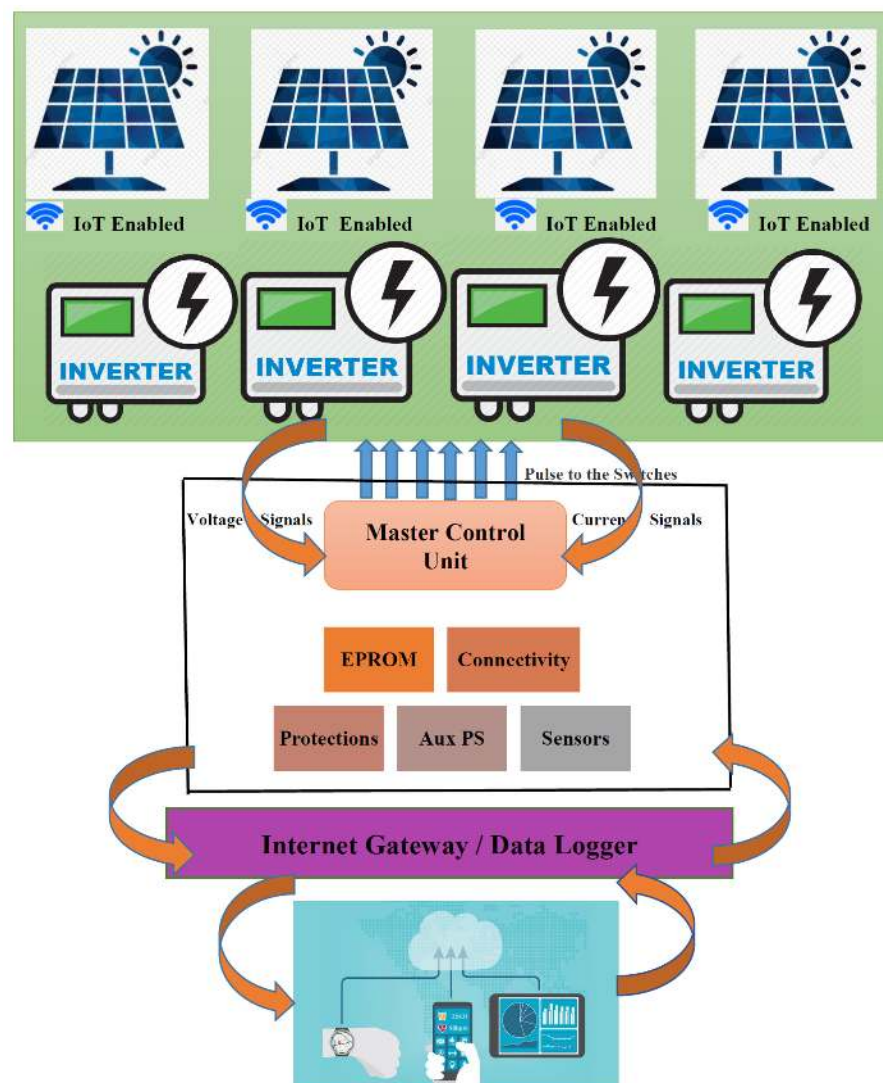 IoT Enabled
IoT Enabled
IoT Enabled
IoT Enabled
INVERTER
INVERTER
INVERTER
INVERTER
Pulse to the Switches
Voltage Signals
Curren Signals
Master Control
Unit
EPROM
Connectivity
Protections
Aux PS
Sensors
Internet Gateway / Data Logger